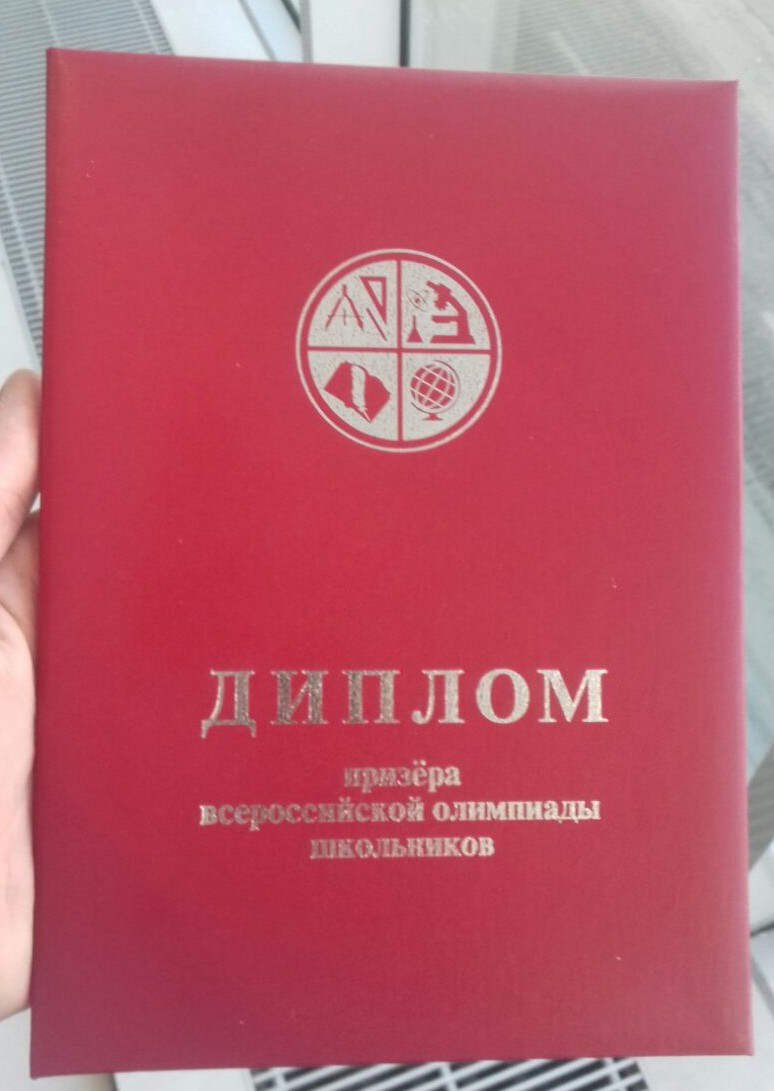 ДИПЛОМ
призёра
всероссийской олимпиады
школьников